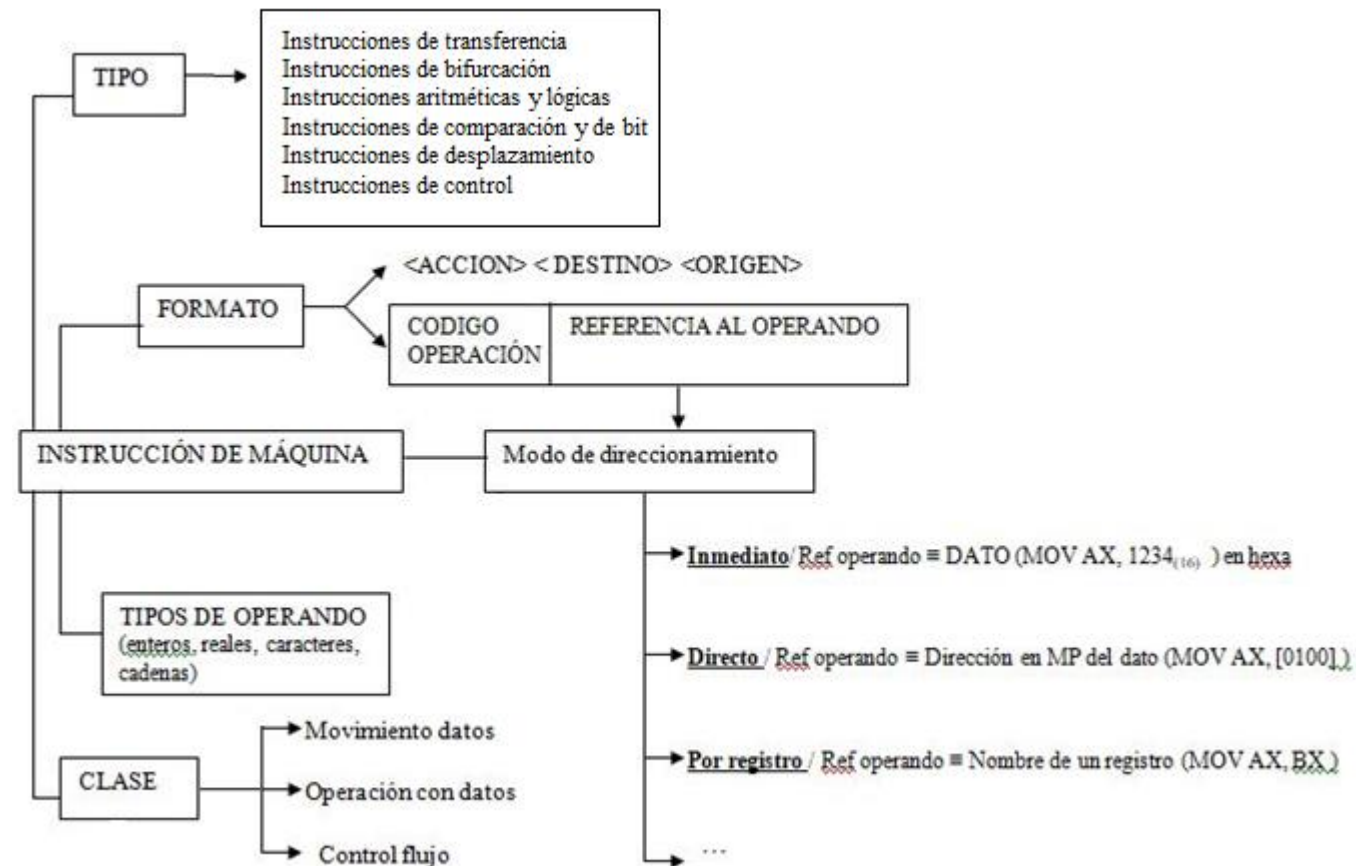 TIPO
Instrucciones de transferencia
Instrucciones de bifurcación
Instrucciones aritméticas y lógicas
Instrucciones de comparación y de bit
Instrucciones de desplazamiento
Instrucciones de control
FORMATO
<ACCION> < DESTINO> <ORIGEN>
CODIGO
OPERACIÓN
REFERENCIA AL OPERANDO
INSTRUCCIÓN DE MÁQUINA
Modo de direccionamiento
Inmediato/ Ref operando ≡ DATO (MOV AX, 1234₍₁₆₎ ) en hexa
Directo / Ref operando ≡ Dirección en MP del dato (MOV AX, [0100] )
Por registro / Ref operando ≡ Nombre de un registro (MOV AX, BX )
...
TIPOS DE OPERANDO
(enteros, reales, caracteres,
cadenas)
CLASE
Movimiento datos
Operación con datos
Control flujo